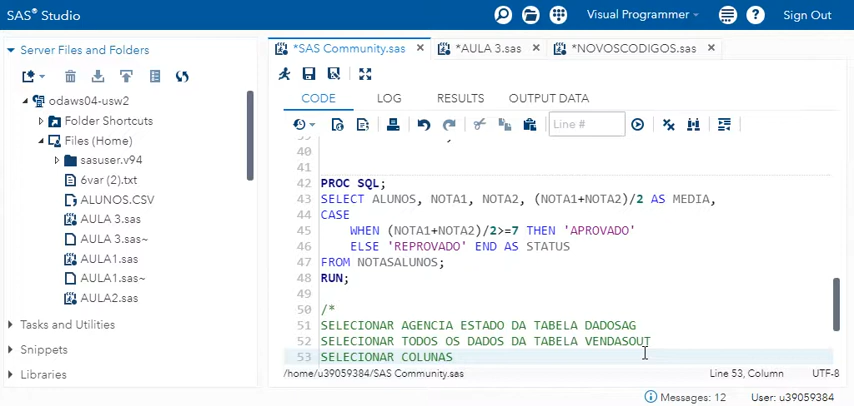 SAS® Studio
Visual Programmer
Sign Out
Server Files and Folders
odaws04-usw2
Folder Shortcuts
Files (Home)
sasuser.v94
6var (2).txt
ALUNOS.CSV
AULA 3.sas
AULA 3.sas~
AULA1.sas
AULA1.sas~
AULA2.sas
Tasks and Utilities
Snippets
Libraries
*SAS Community.sas
*AULA 3.sas
*NOVOSCODIGOS.sas
CODE LOG RESULTS OUTPUT DATA
Line #
40
41
42 PROC SQL;
43 SELECT ALUNOS, NOTA1, NOTA2, (NOTA1+NOTA2)/2 AS MEDIA,
44 CASE
45 WHEN (NOTA1+NOTA2)/2>=7 THEN 'APROVADO'
46 ELSE 'REPROVADO' END AS STATUS
47 FROM NOTASALUNOS;
48 RUN;
49
50 /*
51 SELECIONAR AGENCIA ESTADO DA TABELA DADOSAG
52 SELECIONAR TODOS OS DADOS DA TABELA VENDASOUT
53 SELECIONAR COLUNAS
/home/u39059384/SAS Community.sas
Line 53, Column
UTF-8
Messages: 12
User: u39059384